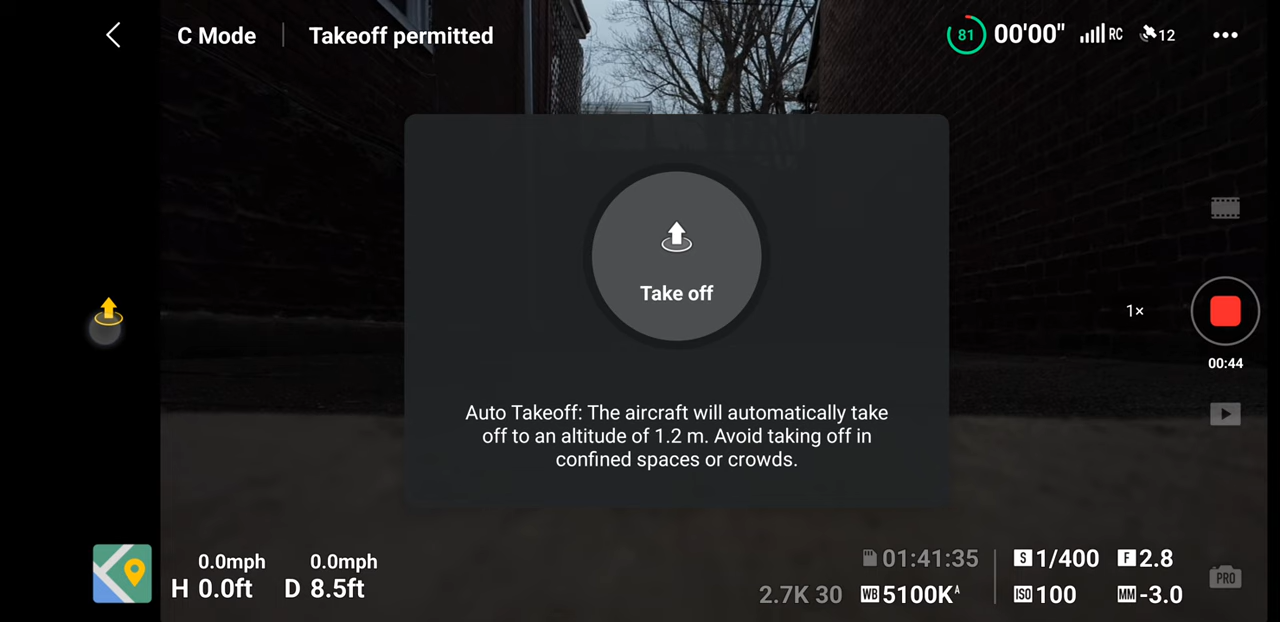 C Mode
Takeoff permitted
81
00'00"
RC
12
Take off
1×
00:44
Auto Takeoff: The aircraft will automatically take
off to an altitude of 1.2 m. Avoid taking off in
confined spaces or crowds.
0.0mph 0.0mph
H 0.0ft D 8.5ft
01:41:35
S 1/400 F 2.8
2.7K 30 WB 5100K A
ISO 100 MM -3.0
PRO